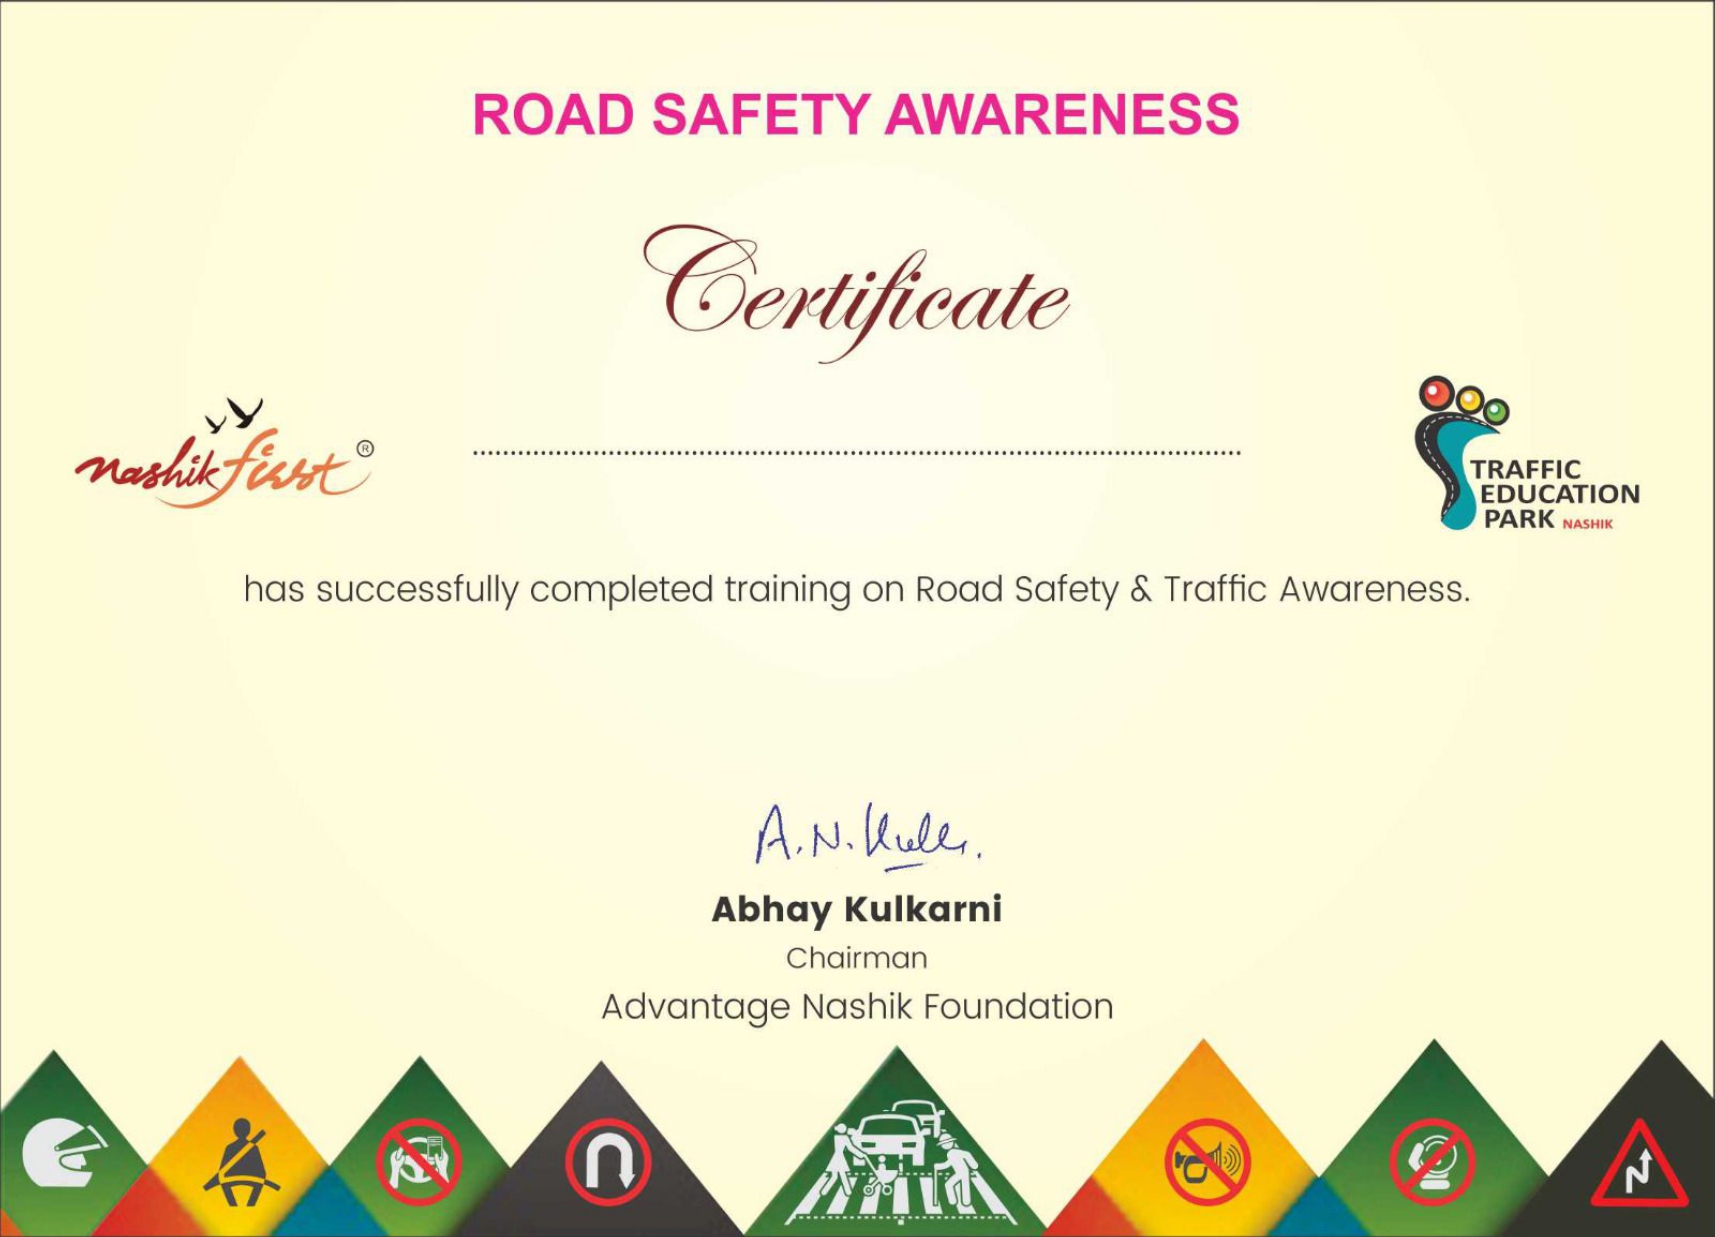 ROAD SAFETY AWARENESS
Certificate
nashik first ®
TRAFFIC
EDUCATION
PARK NASHIK
has successfully completed training on Road Safety & Traffic Awareness.
A. N.
Abhay Kulkarni
Chairman
Advantage Nashik Foundation